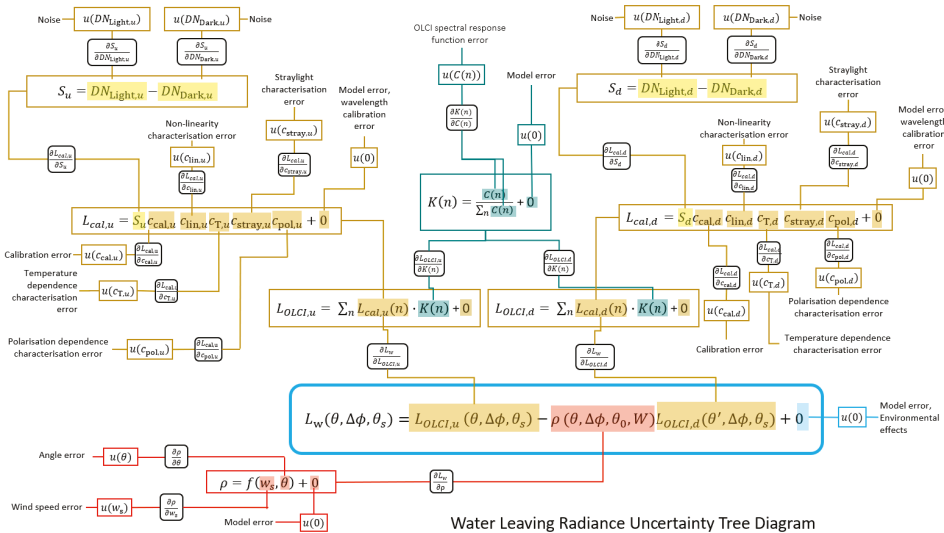 Noise
u(DN_Light,u)
u(DN_Dark,u)
Noise
∂S_u/∂DN_Light,u
∂S_u/∂DN_Dark,u
S_u = DN_Light,u − DN_Dark,u
OLCI spectral response
function error
u(C(n))
∂K(n)/∂C(n)
Model error
u(0)
K(n) = C(n)/∑_n C(n) + 0
Noise
u(DN_Light,d)
u(DN_Dark,d)
Noise
∂S_d/∂DN_Light,d
∂S_d/∂DN_Dark,d
S_d = DN_Light,d − DN_Dark,d
Straylight
characterisation
error
u(c_stray,u)
∂L_cal,u/∂c_stray,u
Model error,
wavelength
calibration
error
u(0)
Non-linearity
characterisation error
u(c_lin,u)
∂L_cal,u/∂c_lin,u
∂L_cal,u/∂S_u
L_cal,u = S_u c_cal,u c_lin,u c_T,u c_stray,u c_pol,u + 0
Calibration error
u(c_cal,u)
∂L_cal,u/∂c_cal,u
Temperature
dependence
characterisation
error
u(c_T,u)
∂L_cal,u/∂c_T,u
Polarisation dependence
characterisation error
u(c_pol,u)
∂L_cal,u/∂c_pol,u
Straylight
characterisation
error
u(c_stray,d)
∂L_cal,d/∂c_stray,d
Model error,
wavelength
calibration
error
u(0)
Non-linearity
characterisation error
u(c_lin,d)
∂L_cal,d/∂c_lin,d
∂L_cal,d/∂S_d
L_cal,d = S_d c_cal,d c_lin,d c_T,d c_stray,d c_pol,d + 0
∂L_cal,d/∂c_cal,d
u(c_cal,d)
Calibration error
∂L_cal,d/∂c_T,d
u(c_T,d)
Temperature dependence
characterisation error
∂L_cal,d/∂c_pol,d
u(c_pol,d)
Polarisation dependence
characterisation error
∂L_OLCI,u/∂K(n)
∂L_OLCI,d/∂K(n)
L_OLCI,u = ∑_n L_cal,u(n) · K(n) + 0
L_OLCI,d = ∑_n L_cal,d(n) · K(n) + 0
∂L_w/∂L_OLCI,u
∂L_w/∂L_OLCI,d
L_w(θ, Δϕ, θ_s) = L_OLCI,u (θ, Δϕ, θ_s) − ρ (θ, Δϕ, θ_0, W) L_OLCI,d(θ′, Δϕ, θ_s) + 0
u(0)
Model error,
Environmental
effects
Angle error
u(θ)
∂ρ/∂θ
ρ = f(w_s, θ) + 0
∂L_w/∂ρ
Wind speed error
u(w_s)
∂ρ/∂w_s
Model error
u(0)
Water Leaving Radiance Uncertainty Tree Diagram